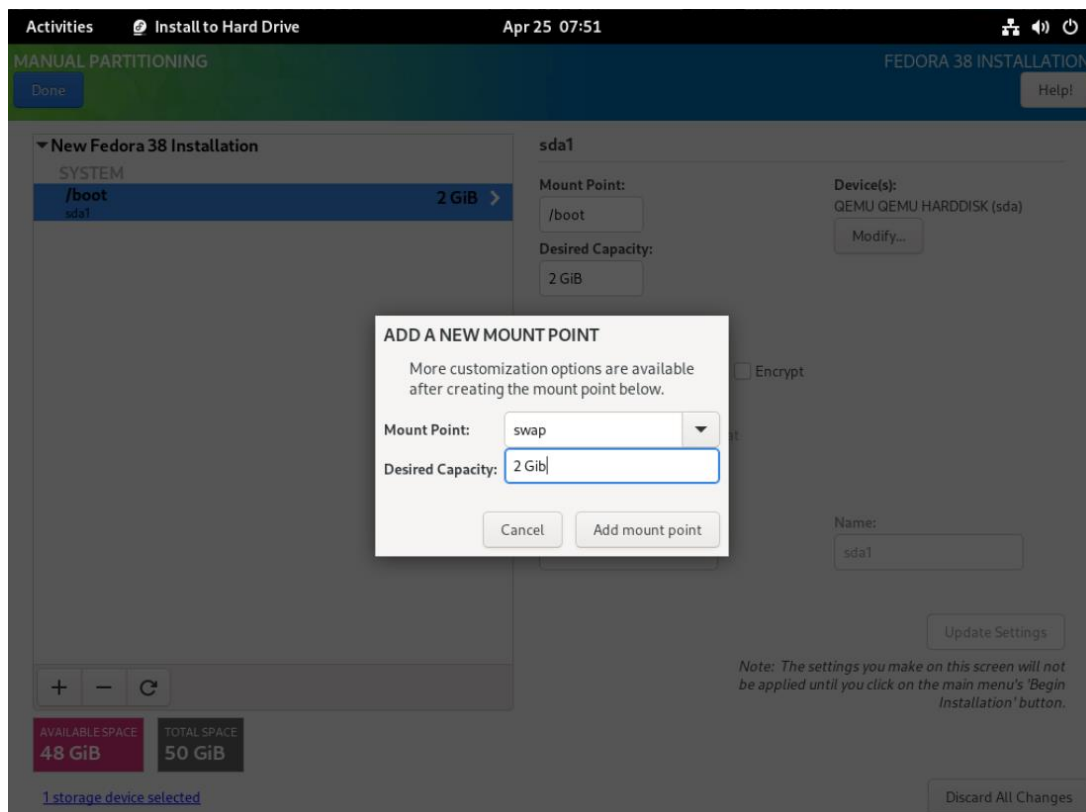 Activities Install to Hard Drive Apr 25 07:51
MANUAL PARTITIONING FEDORA 38 INSTALLATION
Done Help!
New Fedora 38 Installation
SYSTEM
/boot 2 GiB
sda1
sda1
Mount Point: Device(s):
/boot QEMU QEMU HARDDISK (sda)
Modify...
Desired Capacity:
2 GiB
Encrypt
ADD A NEW MOUNT POINT
More customization options are available
after creating the mount point below.
Mount Point: swap
Desired Capacity: 2 Gib
Cancel Add mount point
Name:
sda1
Update Settings
Note: The settings you make on this screen will not
be applied until you click on the main menu's 'Begin
Installation' button.
AVAILABLE SPACE TOTAL SPACE
48 GiB 50 GiB
1 storage device selected Discard All Changes